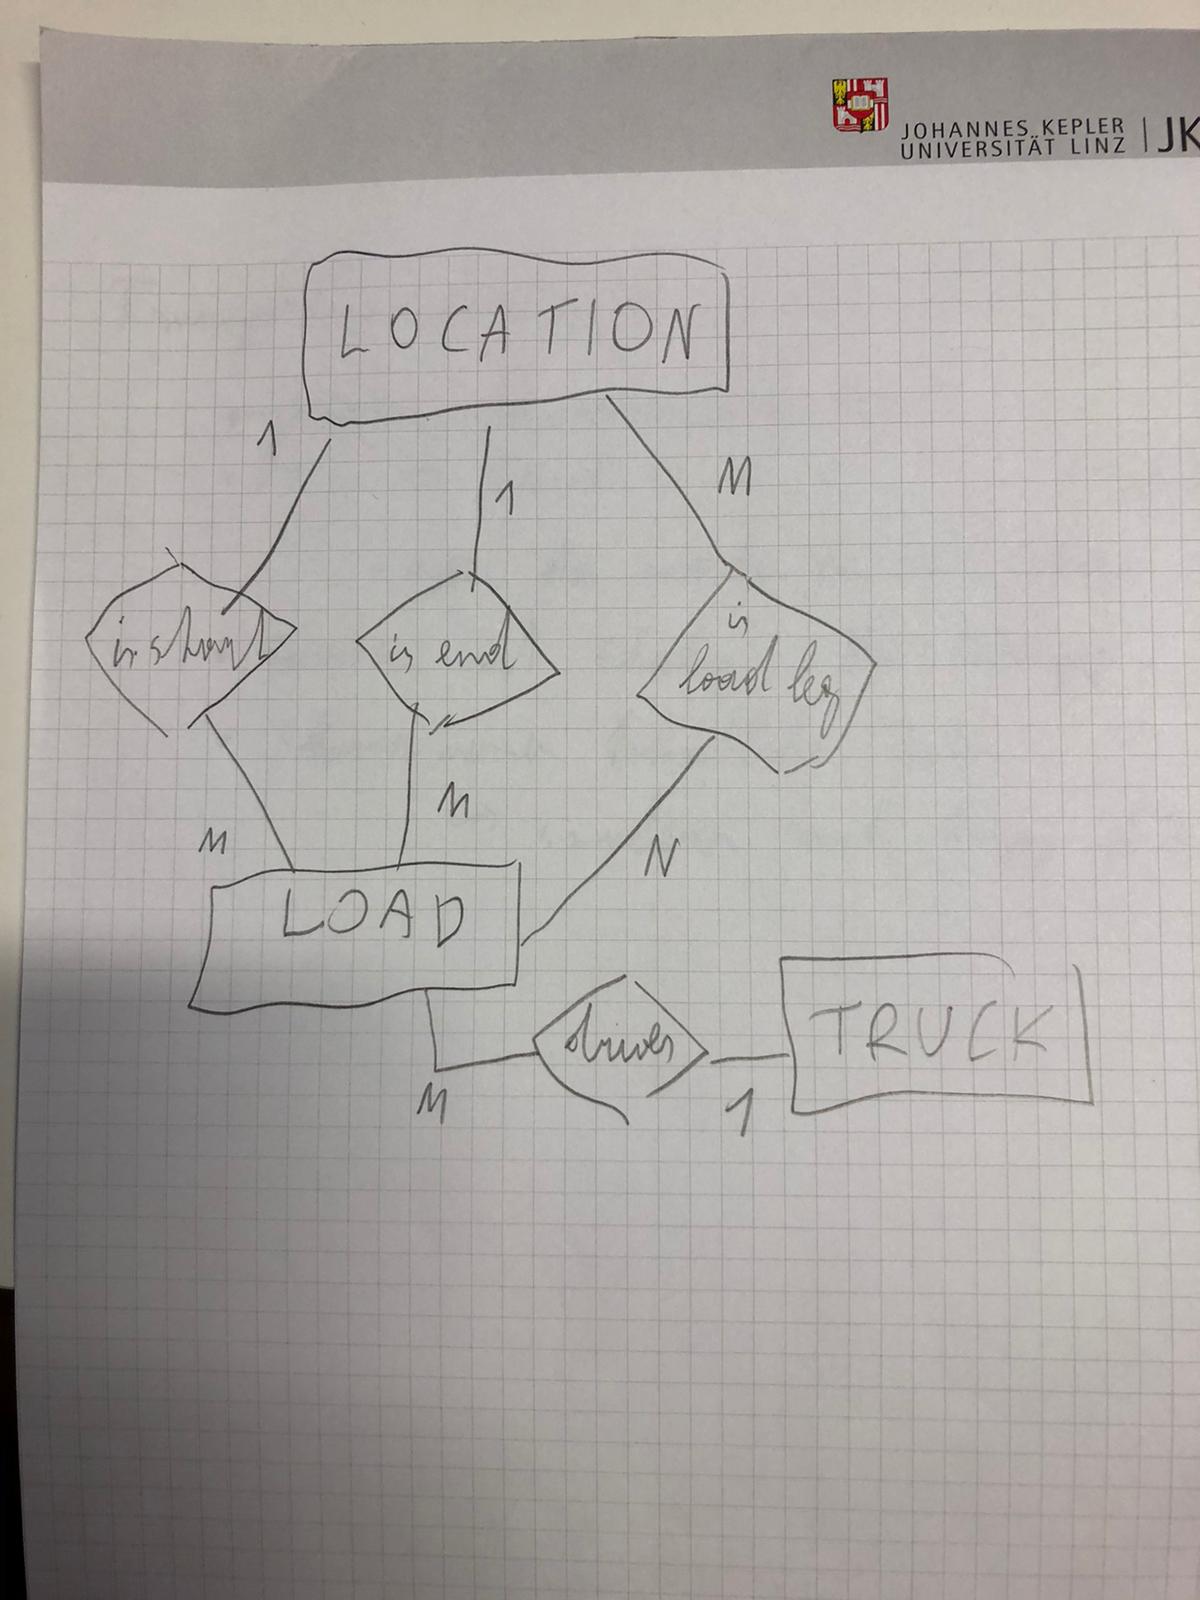 JOHANNES KEPLER
UNIVERSITÄT LINZ | JK
LOCATION
1
1
M
is start
is end
is
load leg
M
M
N
LOAD
drives
TRUCK
M
1